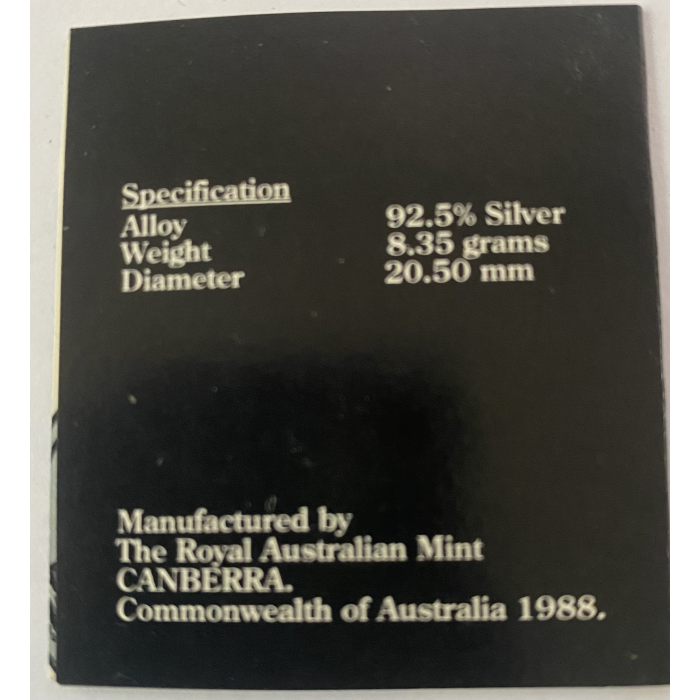 Specification
Alloy 92.5% Silver
Weight 8.35 grams
Diameter 20.50 mm
Manufactured by
The Royal Australian Mint
CANBERRA.
Commonwealth of Australia 1988.